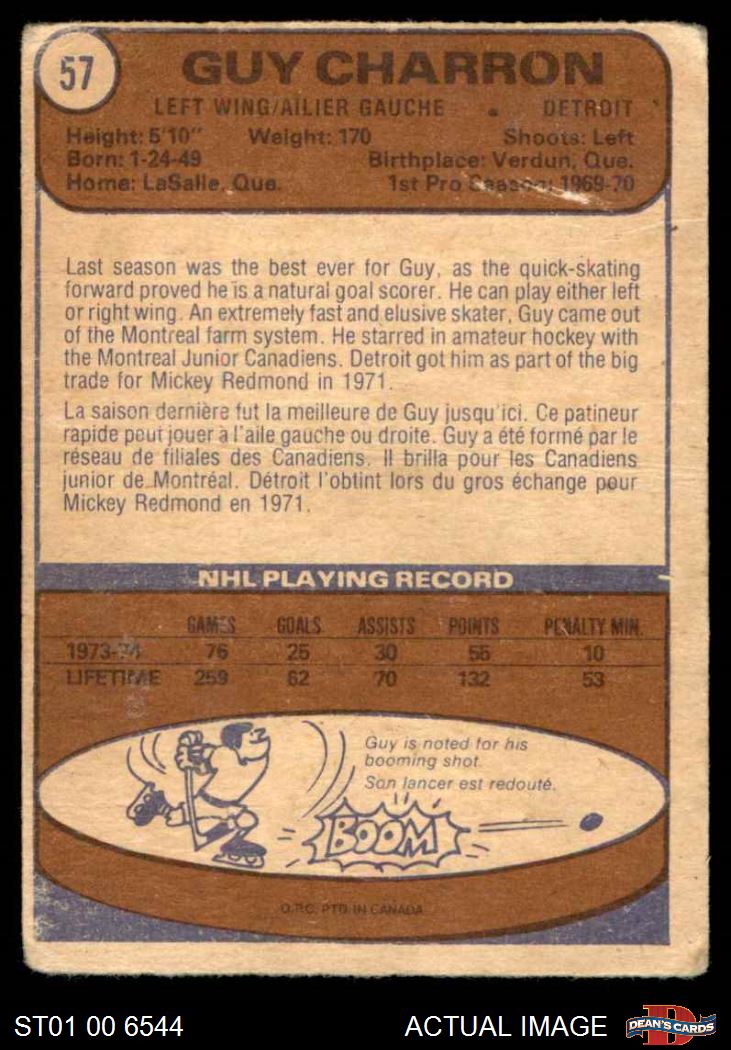 57
GUY CHARRON
LEFT WING/AILIER GAUCHE . DETROIT
Height: 5'10" Weight: 170 Shoots: Left
Born: 1-24-49 Birthplace: Verdun, Que.
Home: LaSalle, Que. 1st Pro Season: 1969-70
Last season was the best ever for Guy, as the quick-skating
forward proved he is a natural goal scorer. He can play either left
or right wing. An extremely fast and elusive skater, Guy came out
of the Montreal farm system. He starred in amateur hockey with
the Montreal Junior Canadiens. Detroit got him as part of the big
trade for Mickey Redmond in 1971.
La saison dernière fut la meilleure de Guy jusqu'ici. Ce patineur
rapide peut jouer à l'aile gauche ou droite. Guy a été formé par le
réseau de filiales des Canadiens. Il brilla pour les Canadiens
junior de Montréal. Détroit l'obtint lors du gros échange pour
Mickey Redmond en 1971.
NHL PLAYING RECORD
GAMES GOALS ASSISTS POINTS PENALTY MIN.
1973-74 76 25 30 55 10
LIFETIME 259 62 70 132 53
Guy is noted for his
booming shot.
Son lancer est redouté.
BOOM
O.P.C. PTD. IN CANADA
ST01 00 6544 ACTUAL IMAGE
D
DEAN'S CARDS